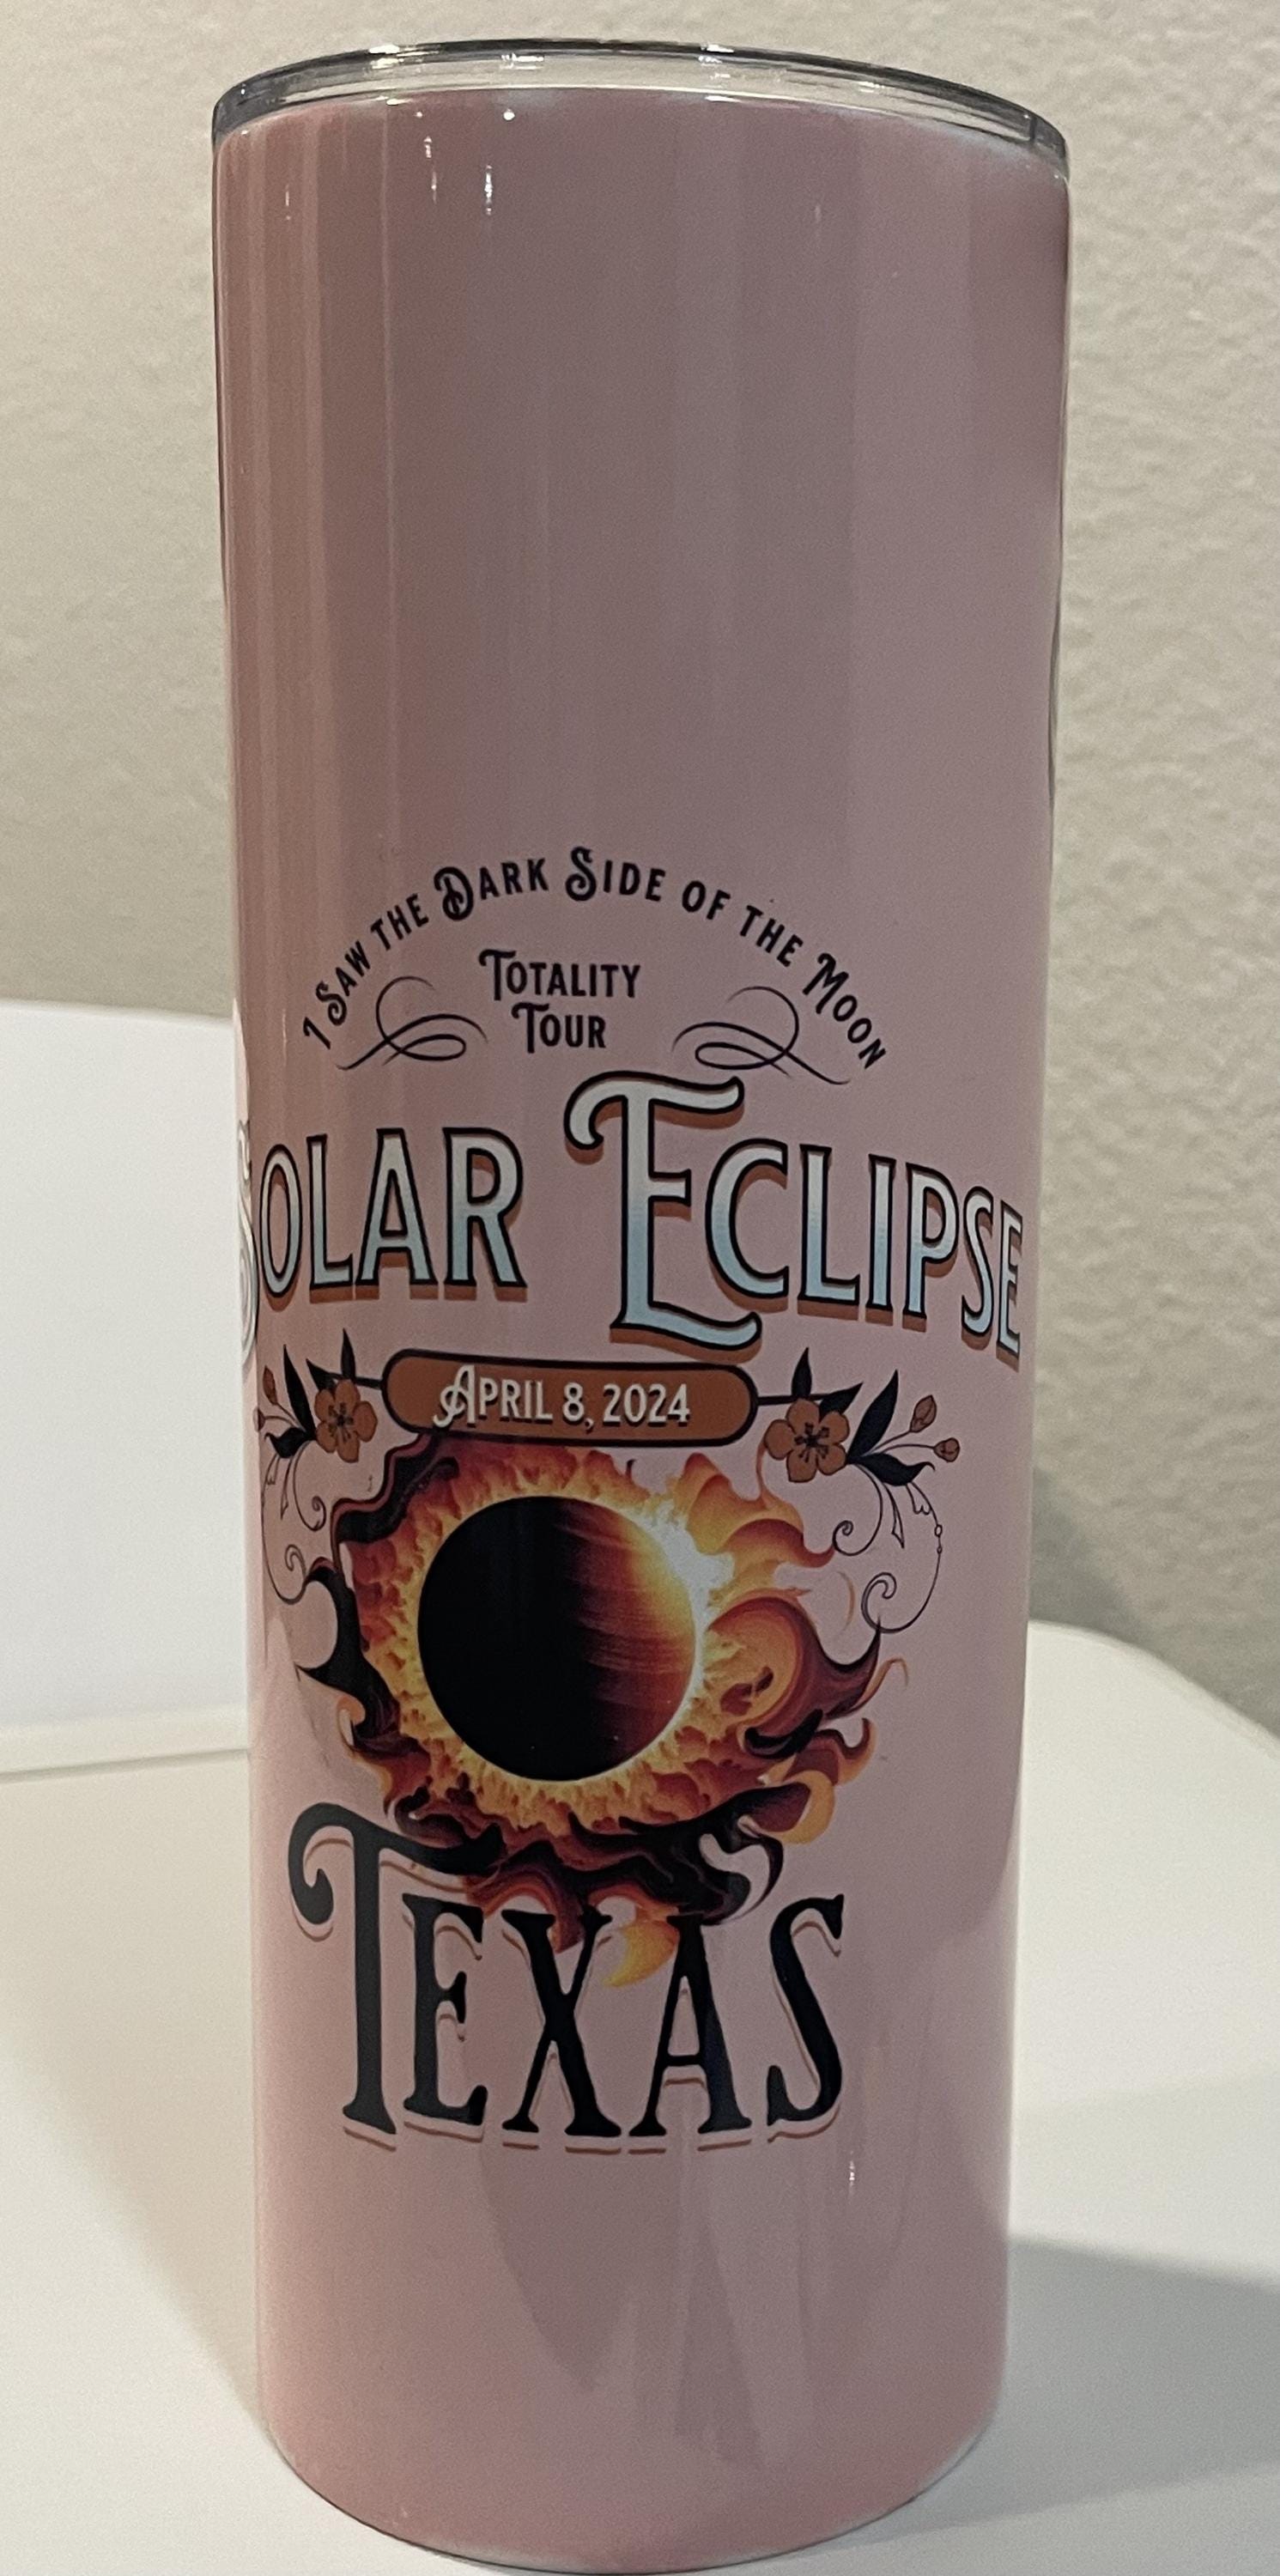 I Saw the Dark Side of the Moon
Totality
Tour
Solar Eclipse
April 8, 2024
Texas